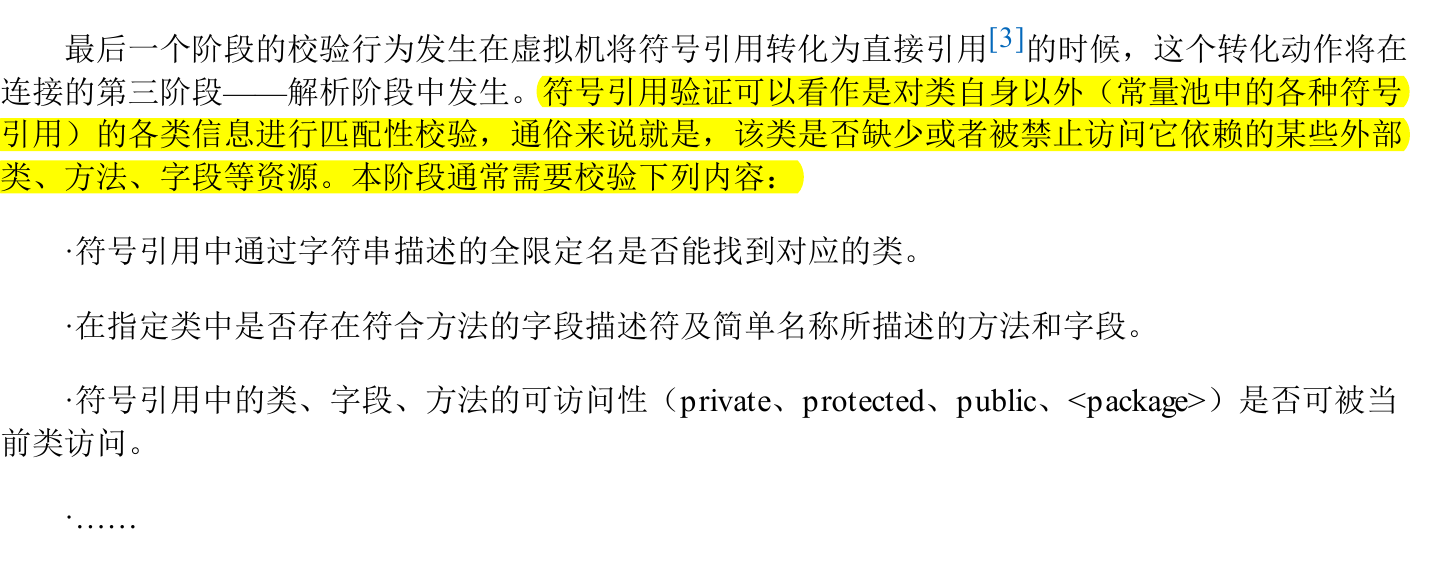 最后一个阶段的校验行为发生在虚拟机将符号引用转化为直接引用[3]的时候，这个转化动作将在
连接的第三阶段——解析阶段中发生。符号引用验证可以看作是对类自身以外（常量池中的各种符号
引用）的各类信息进行匹配性校验，通俗来说就是，该类是否缺少或者被禁止访问它依赖的某些外部
类、方法、字段等资源。本阶段通常需要校验下列内容：
·符号引用中通过字符串描述的全限定名是否能找到对应的类。
·在指定类中是否存在符合方法的字段描述符及简单名称所描述的方法和字段。
·符号引用中的类、字段、方法的可访问性（private、protected、public、<package>）是否可被当
前类访问。
·……